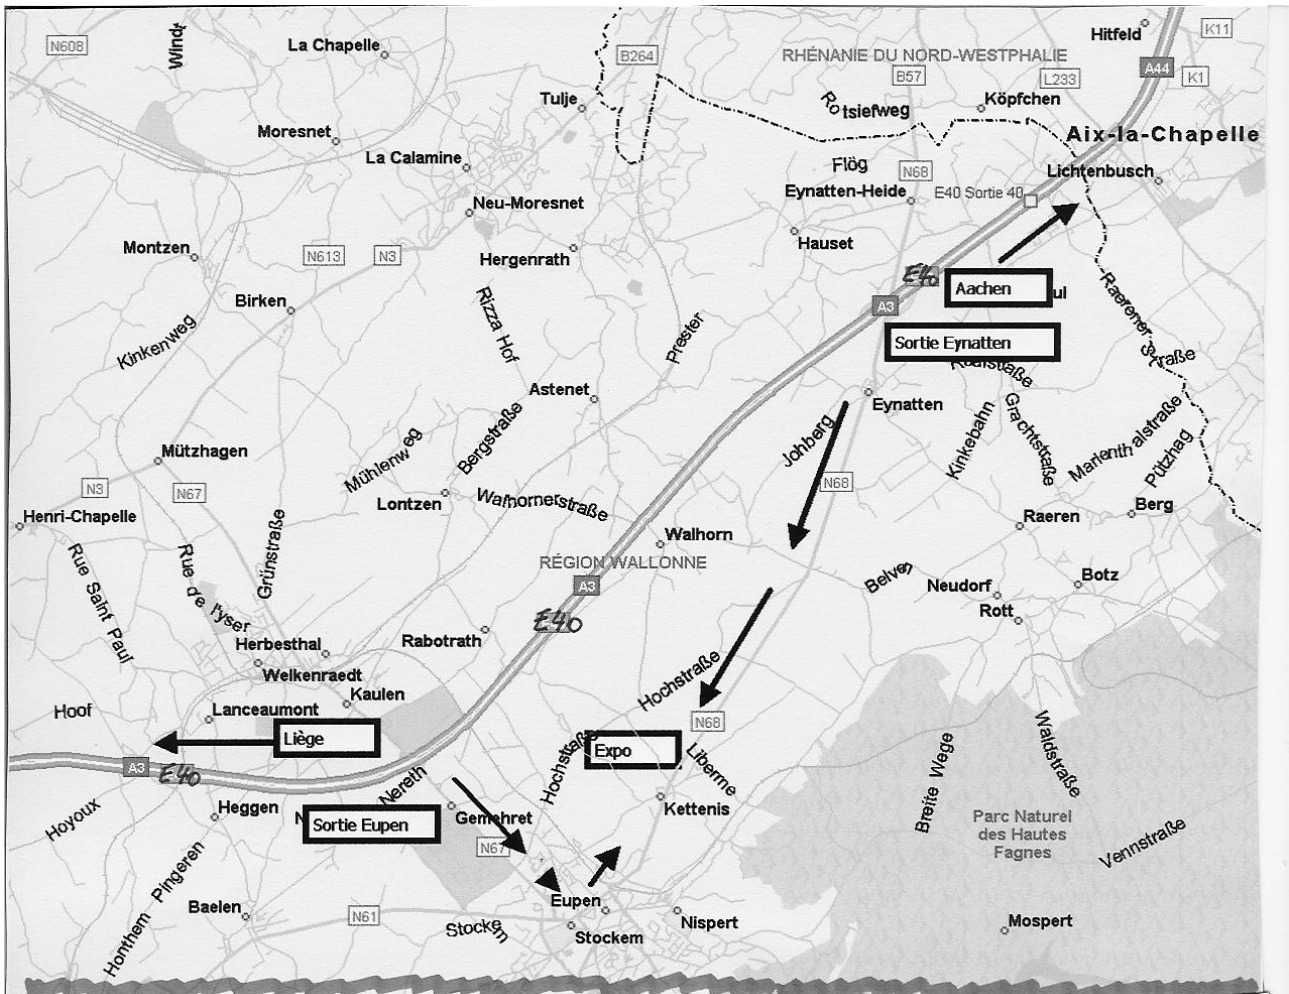 N608
Windt
La Chapelle
B264
RHÉNANIE DU NORD-WESTPHALIE
Hitfeld
K11
A44
K1
B57
L233
Tulje
Rotsiefweg
Köpfchen
Moresnet
Aix-la-Chapelle
La Calamine
Flög
N68
Lichtenbusch
Eynatten-Heide
E40 Sortie 40
Neu-Moresnet
Hauset
Montzen
N613
N3
Hergenrath
E40
Aachen
ul
Birken
A3
Rizza Hof
Raerener Straße
Kinkenweg
Prester
Sortie Eynatten
Astenet
Eynatten
Bergstraße
Mühlenweg
Johberg
Kinkebahn
Grachtstraße
Marienthalstraße
Pützhag
Mützhagen
N3
N67
Lontzen
Walhornerstraße
N68
Henri-Chapelle
Grünstraße
Walhorn
Raeren
Berg
RÉGION WALLONNE
Rue Saint Paul
A3
Belven
Neudorf
Botz
Rott
E40
Herbesthal
Rabotrath
Welkenraedt
Kaulen
Hochstraße
Hoof
Lanceaumont
Liège
N68
Expo
Hochstraße
Liberme
Breite Wege
Waldstraße
A3
E40
Nereth
Hoyoux
Heggen
Sortie Eupen
Gemehret
Kettenis
N67
Parc Naturel
des Hautes
Fagnes
Vennstraße
Honthem
Pingeren
Baelen
N61
Eupen
Stockem
Stockem
Nispert
Mospert